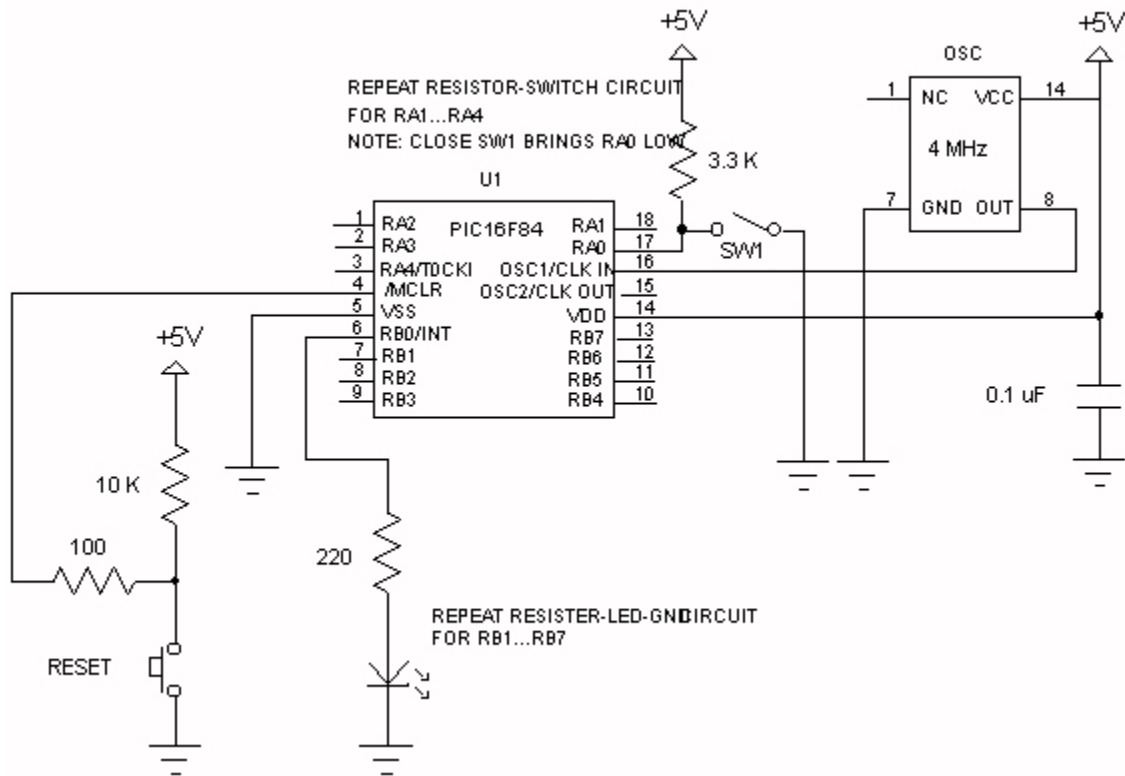 +5V
+5V
OSC
REPEAT RESISTOR-SWITCH CIRCUIT
FOR RA1...RA4
NOTE: CLOSE SW1 BRINGS RA0 LOW
1 NC VCC 14
4 MHz
7 GND OUT 8
3.3 K
SW1
U1
PIC16F84
1 RA2 RA1 18
2 RA3 RA0 17
3 RA4/T0CKI OSC1/CLK IN 16
4 /MCLR OSC2/CLK OUT 15
5 VSS VDD 14
6 RB0/INT RB7 13
7 RB1 RB6 12
8 RB2 RB5 11
9 RB3 RB4 10
+5V
0.1 uF
10 K
100
220
RESET
REPEAT RESISTER-LED-GND CIRCUIT
FOR RB1...RB7